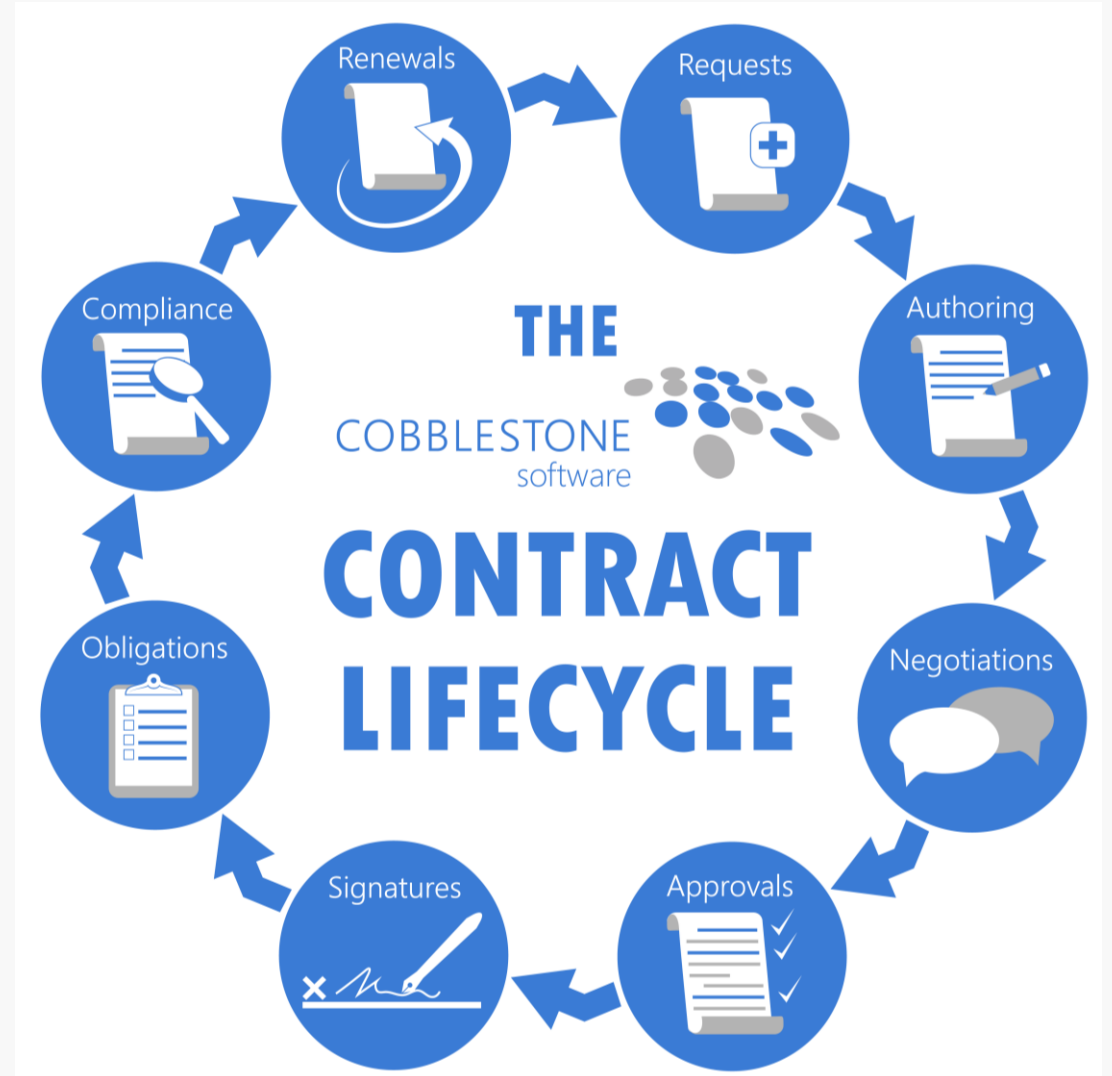 Renewals
Requests
Compliance
Authoring
THE
COBBLESTONE
software
CONTRACT
LIFECYCLE
Obligations
Negotiations
Signatures
Approvals